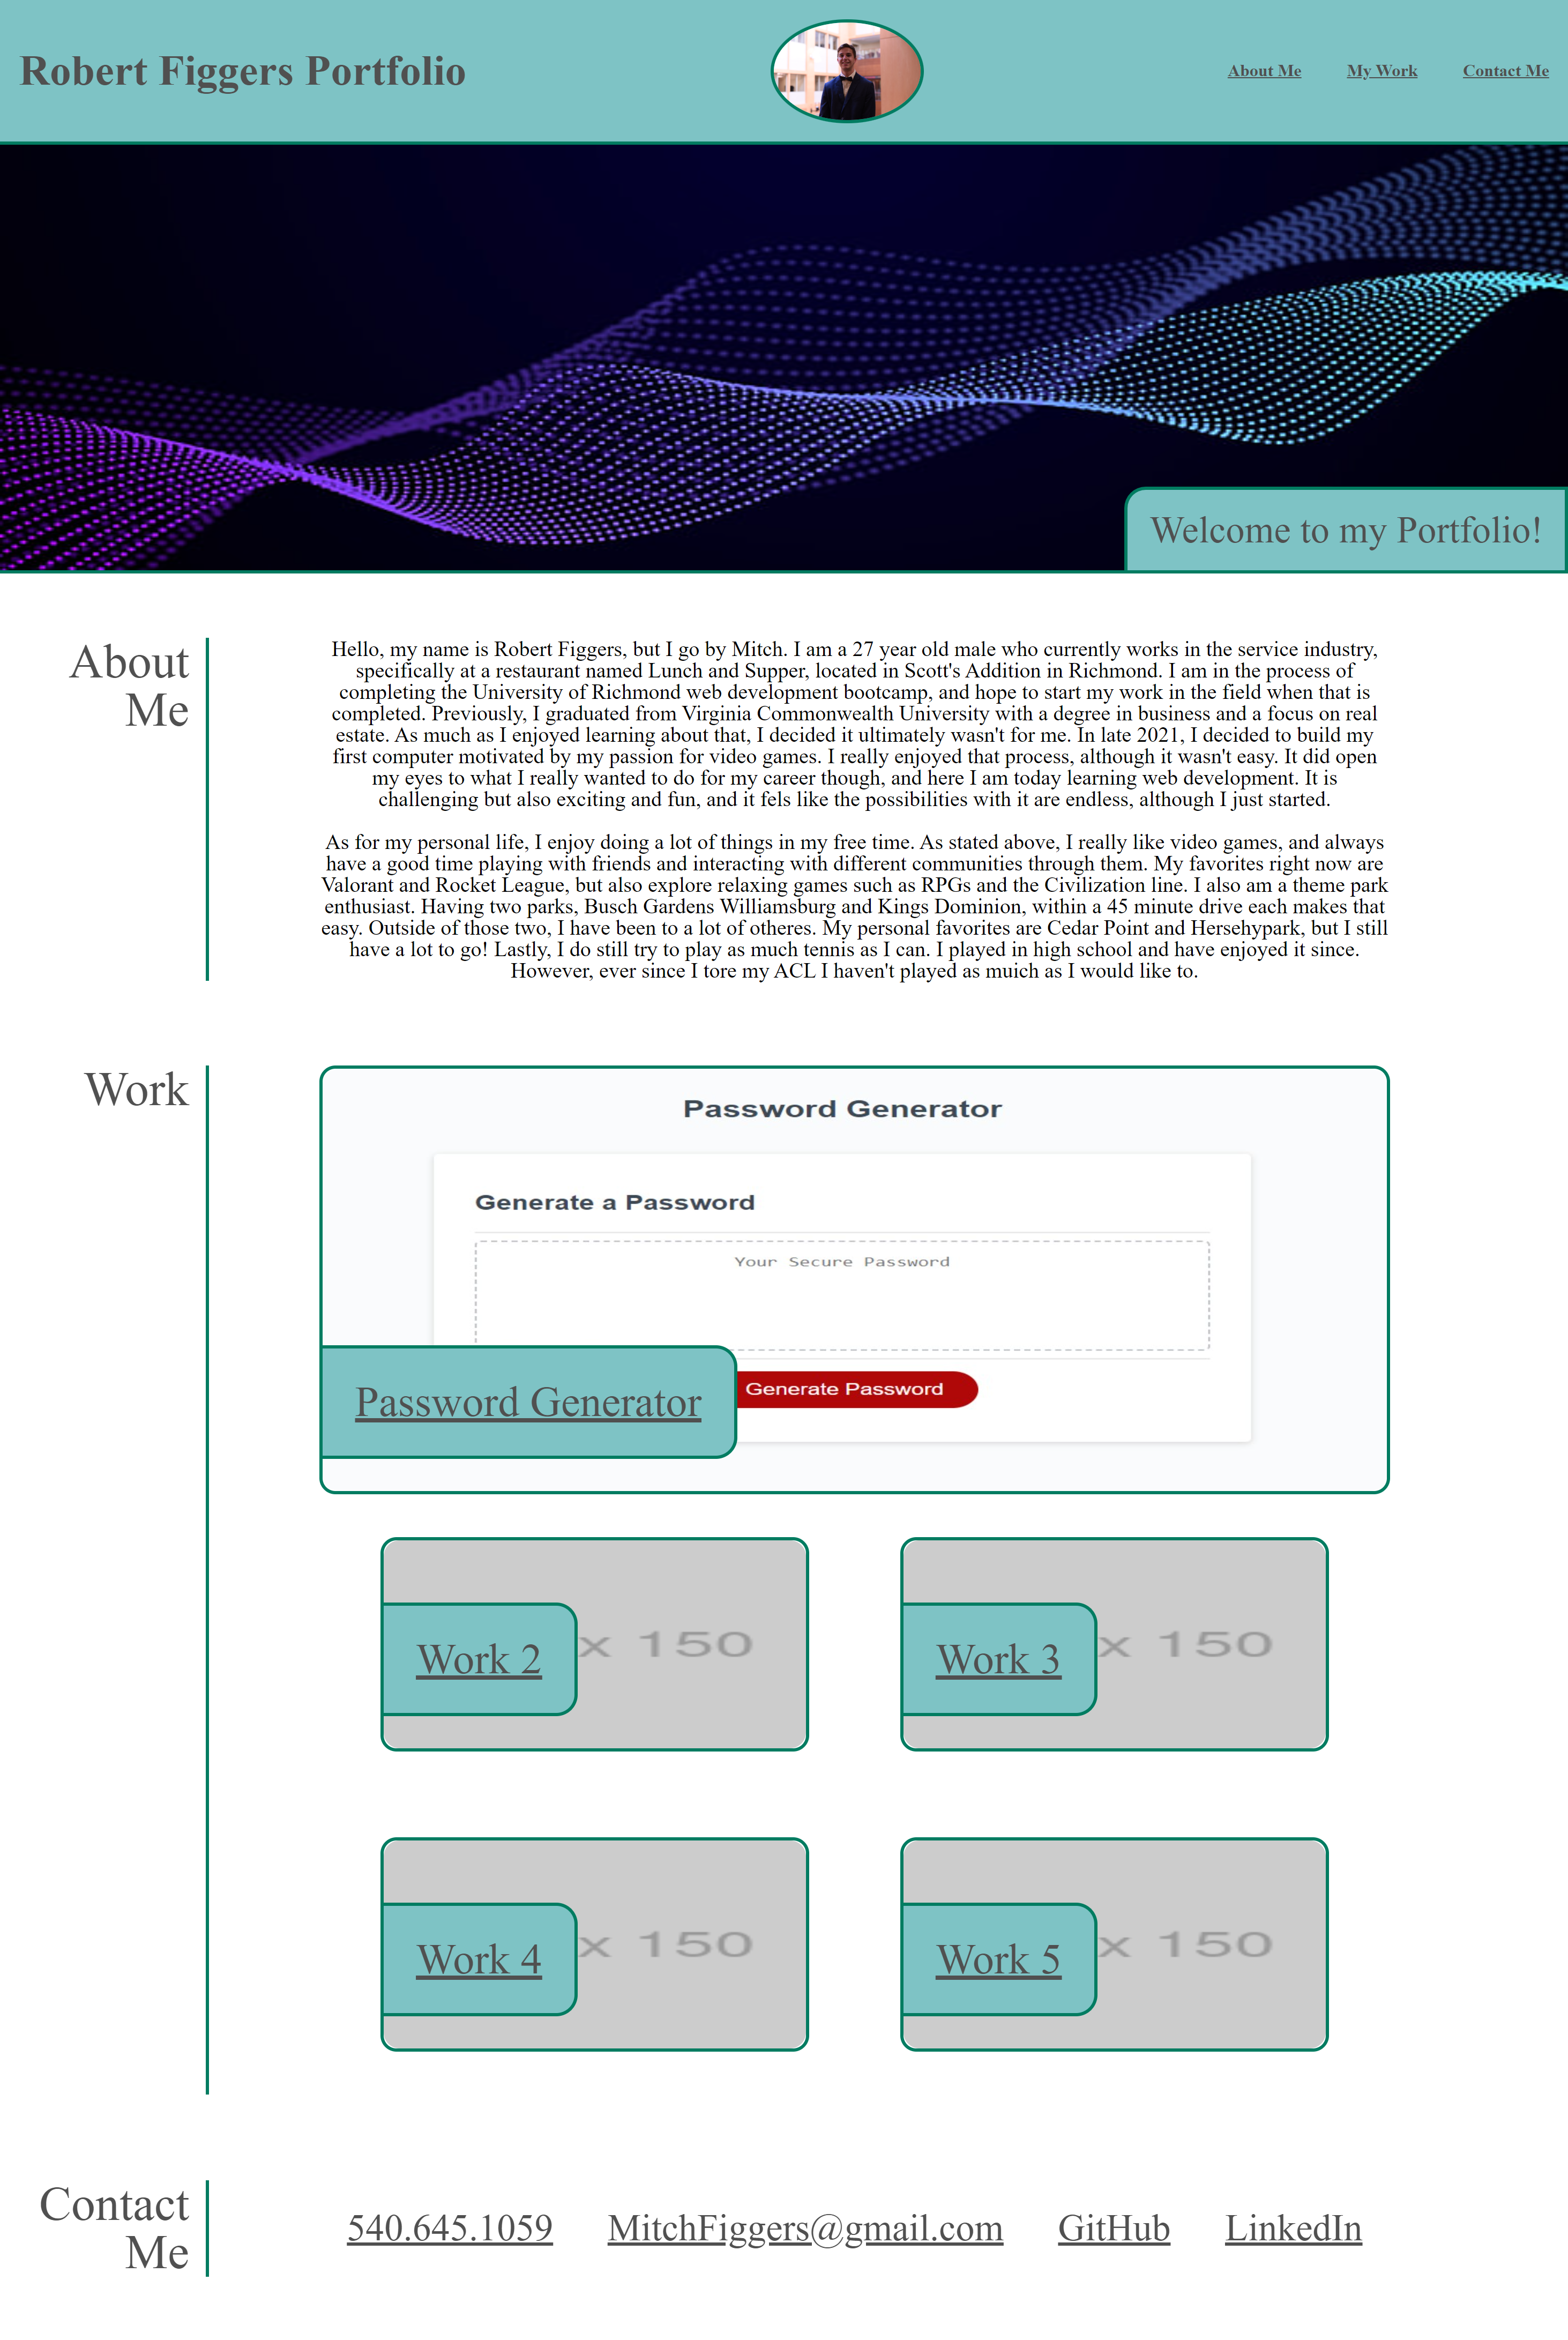 Robert Figgers Portfolio
About Me
My Work
Contact Me
Welcome to my Portfolio!
About
Me
Hello, my name is Robert Figgers, but I go by Mitch. I am a 27 year old male who currently works in the service industry,
specifically at a restaurant named Lunch and Supper, located in Scott's Addition in Richmond. I am in the process of
completing the University of Richmond web development bootcamp, and hope to start my work in the field when that is
completed. Previously, I graduated from Virginia Commonwealth University with a degree in business and a focus on real
estate. As much as I enjoyed learning about that, I decided it ultimately wasn't for me. In late 2021, I decided to build my
first computer motivated by my passion for video games. I really enjoyed that process, although it wasn't easy. It did open
my eyes to what I really wanted to do for my career though, and here I am today learning web development. It is
challenging but also exciting and fun, and it fels like the possibilities with it are endless, although I just started.
As for my personal life, I enjoy doing a lot of things in my free time. As stated above, I really like video games, and always
have a good time playing with friends and interacting with different communities through them. My favorites right now are
Valorant and Rocket League, but also explore relaxing games such as RPGs and the Civilization line. I also am a theme park
enthusiast. Having two parks, Busch Gardens Williamsburg and Kings Dominion, within a 45 minute drive each makes that
easy. Outside of those two, I have been to a lot of otheres. My personal favorites are Cedar Point and Hersehypark, but I still
have a lot to go! Lastly, I do still try to play as much tennis as I can. I played in high school and have enjoyed it since.
However, ever since I tore my ACL I haven't played as muich as I would like to.
Work
Password Generator
Generate a Password
Your Secure Password
Generate Password
Password Generator
Work 2
x 150
Work 3
x 150
Work 4
x 150
Work 5
x 150
Contact
Me
540.645.1059
MitchFiggers@gmail.com
GitHub
LinkedIn